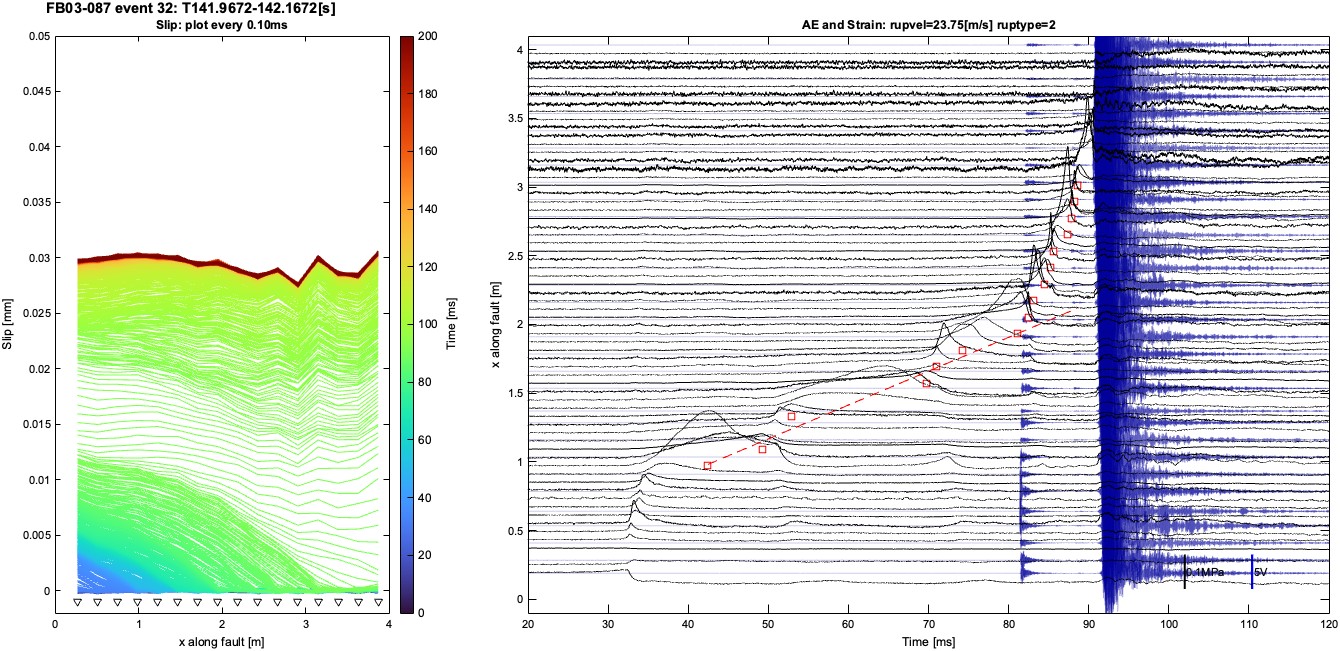 FB03-087 event 32: T141.9672-142.1672[s]
Slip: plot every 0.10ms
0.05
0.045
0.04
0.035
0.03
0.025
0.02
0.015
0.01
0.005
0
Slip [mm]
0 1 2 3 4
x along fault [m]
200
180
160
140
120
100
80
60
40
20
0
Time [ms]
AE and Strain: rupvel=23.75[m/s] ruptype=2
4
3.5
3
2.5
2
1.5
1
0.5
0
x along fault [m]
0.1MPa 5V
20 30 40 50 60 70 80 90 100 110 120
Time [ms]